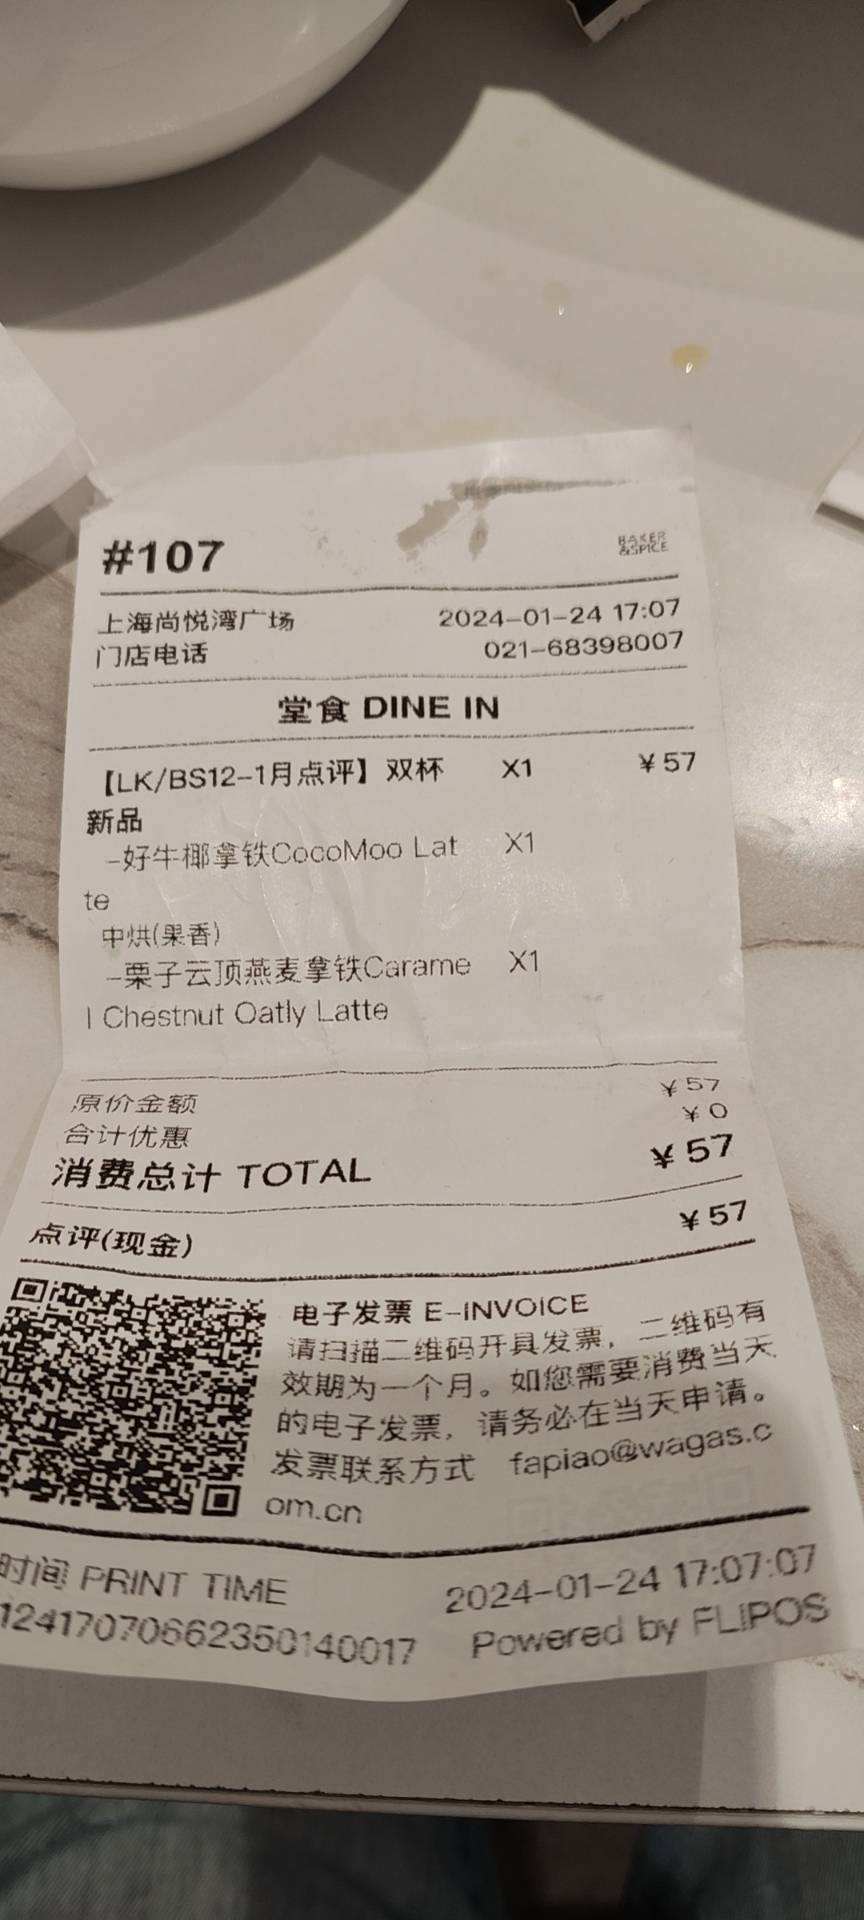 #107
BAKER
&SPICE
上海尚悦湾广场 2024-01-24 17:07
门店电话 021-68398007
堂食 DINE IN
【LK/BS12-1月点评】双杯 X1 ¥57
新品
-好牛椰拿铁CocoMoo Lat X1
te
中烘(果香)
-栗子云顶燕麦拿铁Carame X1
l Chestnut Oatly Latte
原价金额 ¥57
合计优惠 ¥0
消费总计 TOTAL ¥57
点评(现金) ¥57
电子发票 E-INVOICE
请扫描二维码开具发票，二维码有
效期为一个月。如您需要消费当天
的电子发票，请务必在当天申请。
发票联系方式 fapiao@wagas.c
om.cn
时间 PRINT TIME 2024-01-24 17:07:07
124170706623501​40017 Powered by FLIPOS